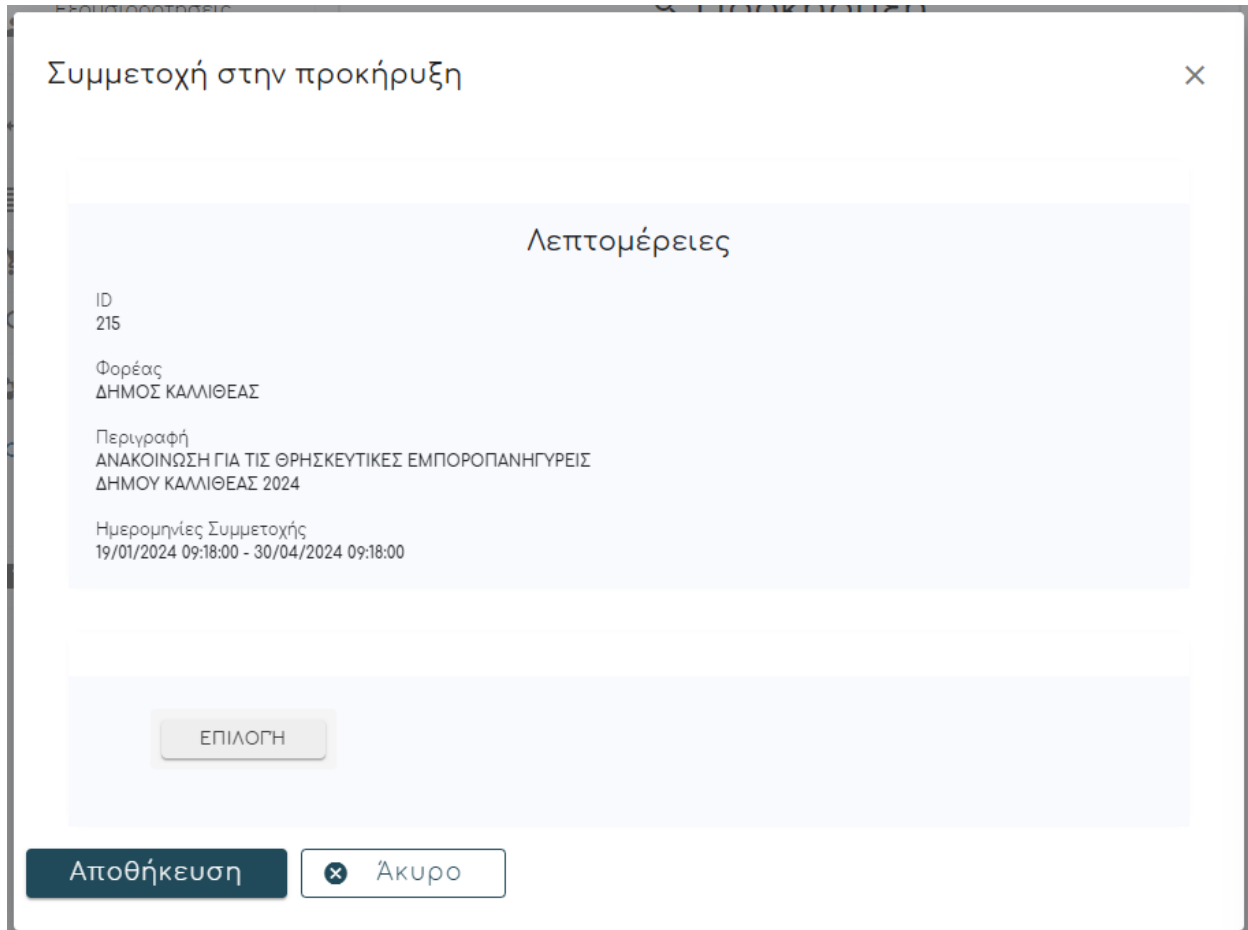 Συμμετοχή στην προκήρυξη
Λεπτομέρειες
ID
215
Φορέας
ΔΗΜΟΣ ΚΑΛΛΙΘΕΑΣ
Περιγραφή
ΑΝΑΚΟΙΝΩΣΗ ΓΙΑ ΤΙΣ ΘΡΗΣΚΕΥΤΙΚΕΣ ΕΜΠΟΡΟΠΑΝΗΓΥΡΕΙΣ
ΔΗΜΟΥ ΚΑΛΛΙΘΕΑΣ 2024
Ημερομηνίες Συμμετοχής
19/01/2024 09:18:00 - 30/04/2024 09:18:00
ΕΠΙΛΟΓΉ
Αποθήκευση
Άκυρο